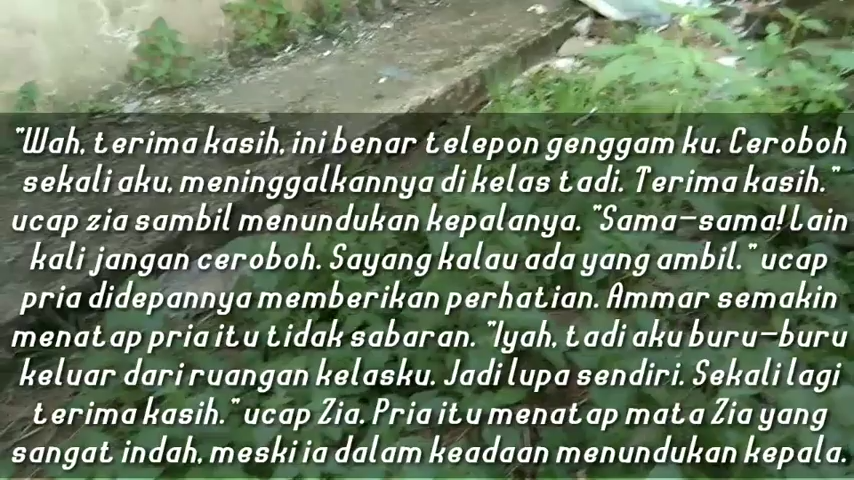 "Wah, terima kasih, ini benar telepon genggam ku. Ceroboh
sekali aku, meninggalkannya di kelas tadi. Terima kasih."
ucap zia sambil menundukan kepalanya. "Sama-sama! Lain
kali jangan ceroboh. Sayang kalau ada yang ambil." ucap
pria didepannya memberikan perhatian. Ammar semakin
menatap pria itu tidak sabaran. "Iyah, tadi aku buru-buru
keluar dari ruangan kelasku. Jadi lupa sendiri. Sekali lagi
terima kasih." ucap Zia. Pria itu menatap mata Zia yang
sangat indah, meski ia dalam keadaan menundukan kepala.